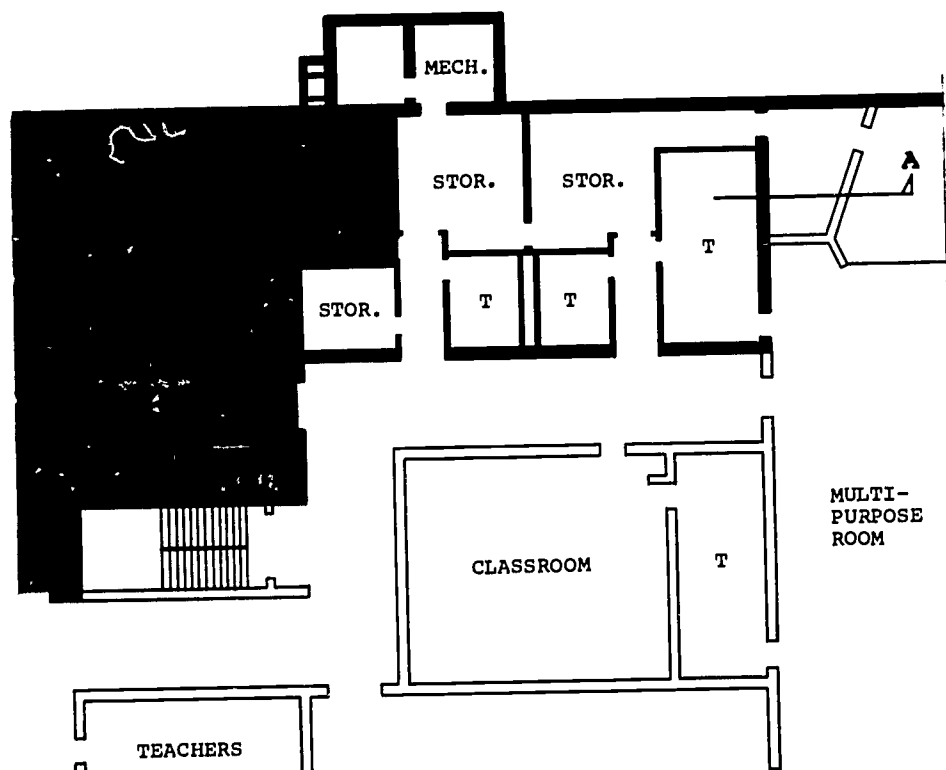 MECH.
STOR.
STOR.
A
T
STOR.
T
T
MULTI-
PURPOSE
ROOM
CLASSROOM
T
TEACHERS